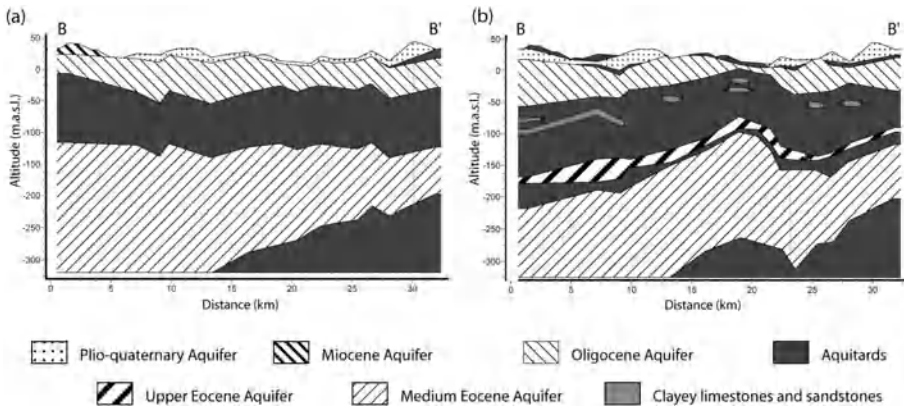 (a)
B B'
50
0
-50
-100
-150
-200
-250
-300
Altitude (m.a.s.l.)
0 5 10 15 20 25 30
Distance (km)
(b)
B B'
50
0
-50
-100
-150
-200
-250
-300
Altitude (m.a.s.l.)
0 5 10 15 20 25 30
Distance (km)
Plio-quaternary Aquifer Miocene Aquifer Oligocene Aquifer Aquitards
Upper Eocene Aquifer Medium Eocene Aquifer Clayey limestones and sandstones